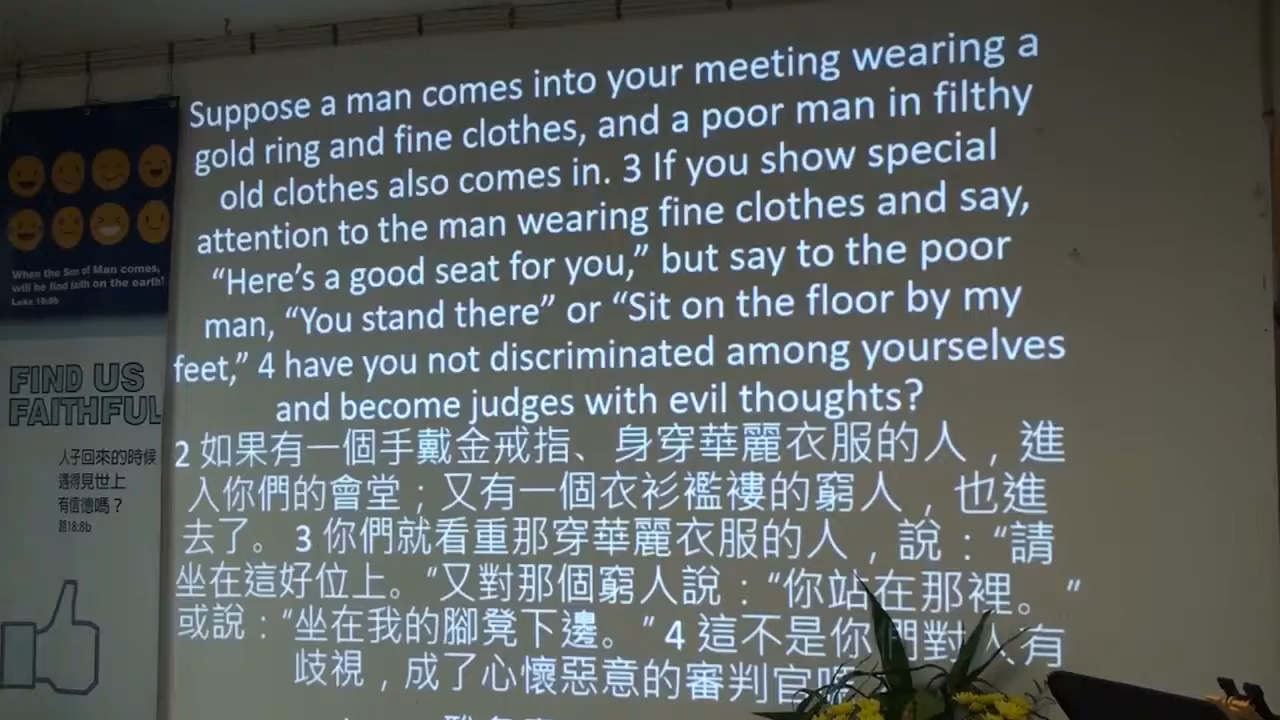 Suppose a man comes into your meeting wearing a
gold ring and fine clothes, and a poor man in filthy
old clothes also comes in. 3 If you show special
attention to the man wearing fine clothes and say,
“Here’s a good seat for you,” but say to the poor
man, “You stand there” or “Sit on the floor by my
feet,” 4 have you not discriminated among yourselves
and become judges with evil thoughts?
2 如果有一個手戴金戒指、身穿華麗衣服的人，進
入你們的會堂；又有一個衣衫襤褸的窮人，也進
去了。 3 你們就看重那穿華麗衣服的人，說：“請
坐在這好位上。”又對那個窮人說：“你站在那裡。”
或說：“坐在我的腳凳下邊。” 4 這不是你們對人有
歧視，成了心懷惡意的審判官
When the Son of Man comes,
will he find faith on the earth?
Luke 18:8b
FIND US
FAITHFUL
人子回來的時候
還得見世上
有信德嗎？
路18:8b